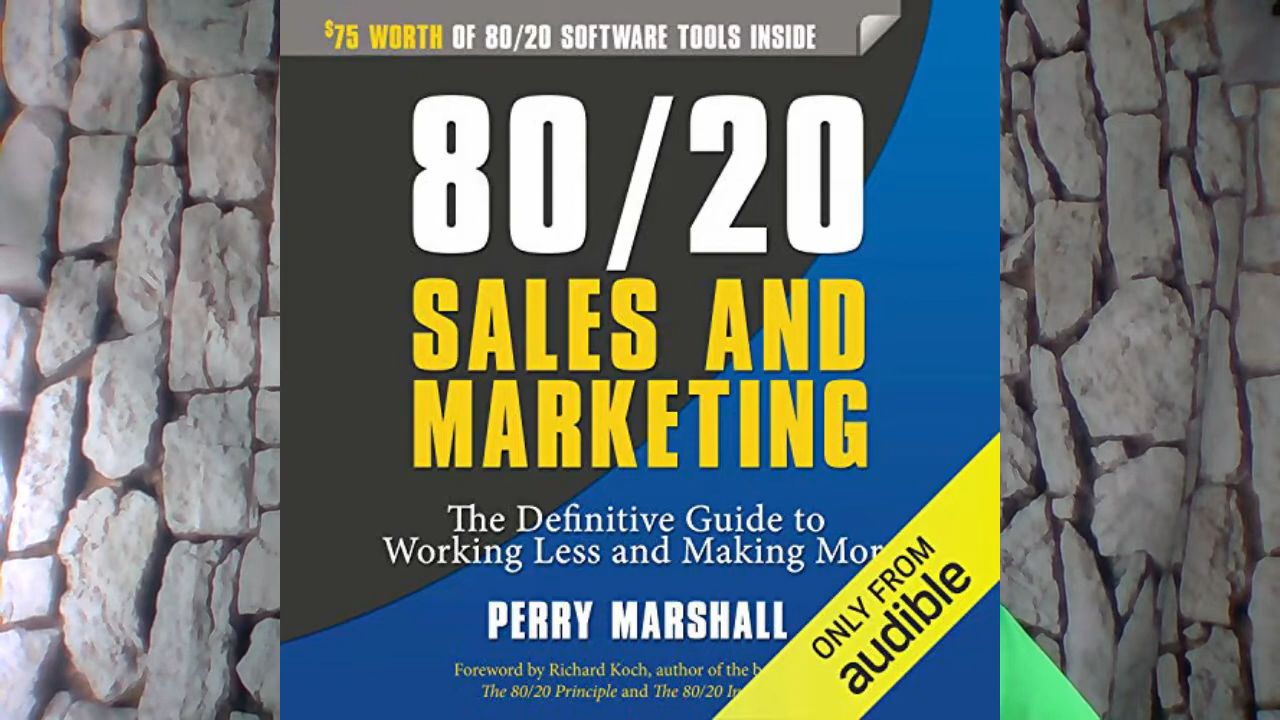 $75 WORTH OF 80/20 SOFTWARE TOOLS INSIDE
80/20
SALES AND
MARKETING
The Definitive Guide to
Working Less and Making
PERRY MARSHALL
Foreword by Richard Koch, author of the
The 80/20 Principle and The 80/20
ONLY FROM
audible